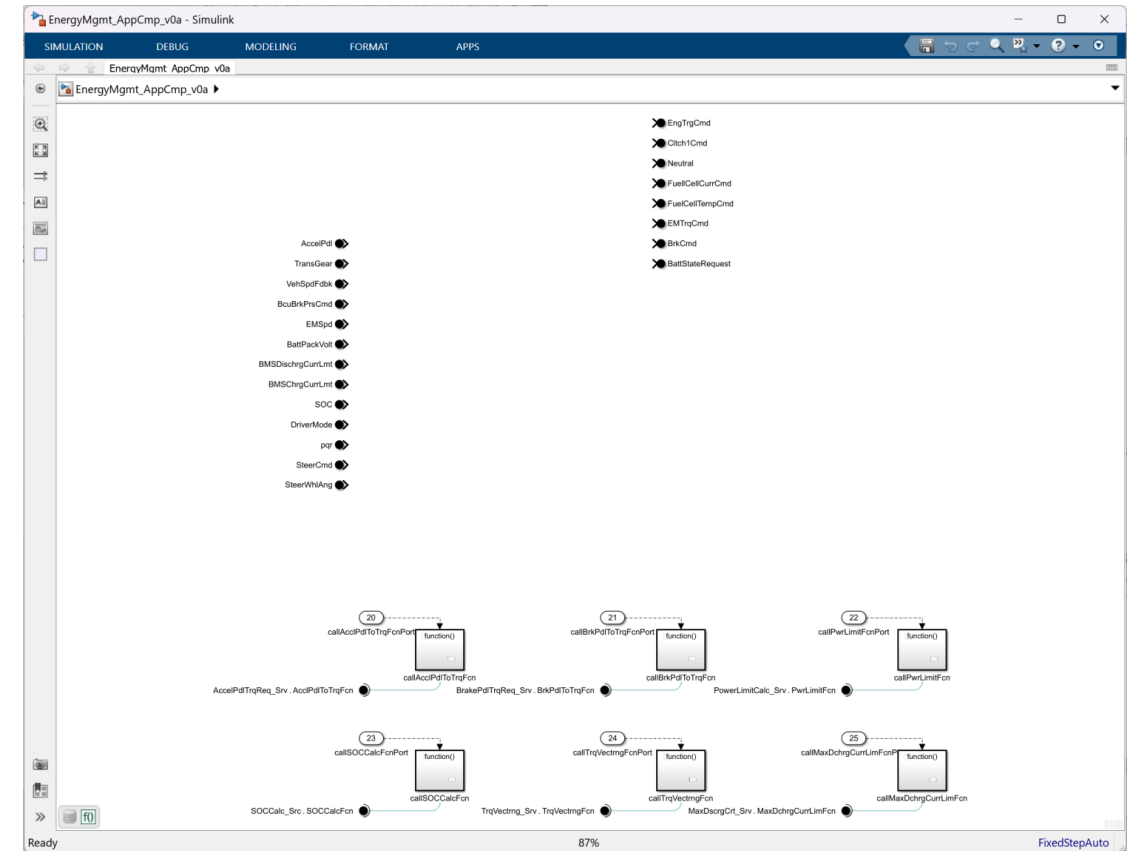 EnergyMgmt_AppCmp_v0a - Simulink
SIMULATION DEBUG MODELING FORMAT APPS
EnergyMgmt_AppCmp_v0a
EnergyMgmt_AppCmp_v0a
EngTrgCmd
Cltch1Cmd
Neutral
FuellCellCurrCmd
FuelCellTempCmd
EMTrqCmd
BrkCmd
BattStateRequest
AccelPdl
TransGear
VehSpdFdbk
BcuBrkPrsCmd
EMSpd
BattPackVolt
BMSDischrgCurrLmt
BMSChrgCurrLmt
SOC
DriverMode
pqr
SteerCmd
SteerWhlAng
20 21 22
callAcclPdlToTrqFcnPort callBrkPdlToTrqFcnPort callPwrLimitFcnPort
function() function() function()
callAcclPdlToTrqFcn callBrkPdlToTrqFcn callPwrLimitFcn
AccelPdlTrqReq_Srv . AcclPdlToTrqFcn BrakePdlTrqReq_Srv . BrkPdlToTrqFcn PowerLimitCalc_Srv . PwrLimitFcn
23 24 25
callSOCCalcFcnPort callTrqVectrngFcnPort callMaxDchrgCurrLimFcnP
function() function() function()
callSOCCalcFcn callTrqVectrngFcn callMaxDchrgCurrLimFcn
SOCCalc_Src . SOCCalcFcn TrqVectrng_Srv . TrqVectrngFcn MaxDscrgCrt_Srv . MaxDchrgCurrLimFcn
f()
Ready 87% FixedStepAuto